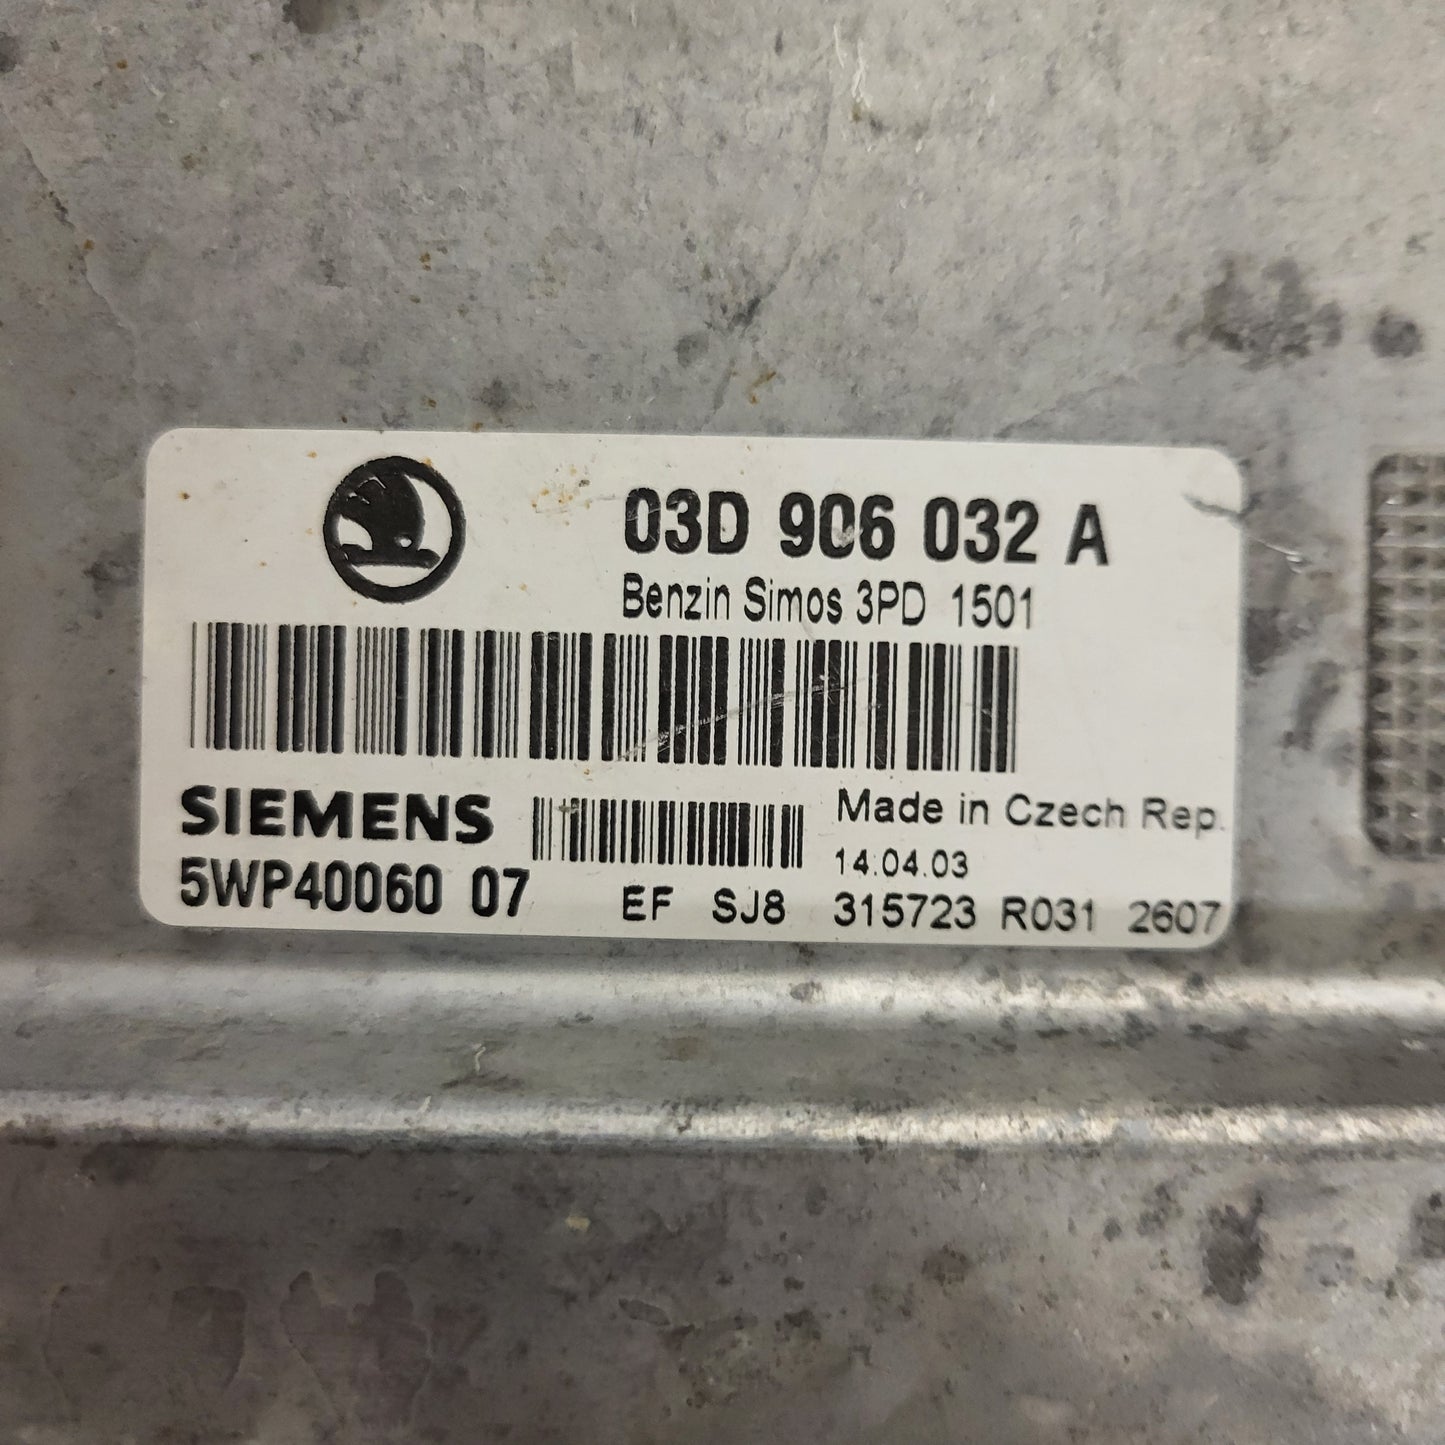 03D 906 032 A
Benzin Simos 3PD 1501
SIEMENS
5WP40060 07
Made in Czech Rep.
14.04.03
EF SJ8 315723 R031 2607